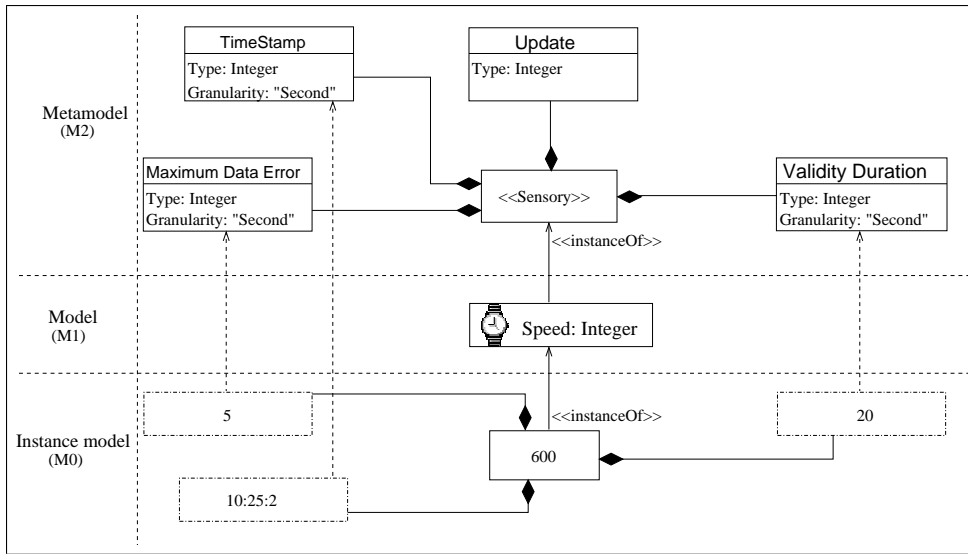 TimeStamp
Type: Integer
Granularity: "Second"
Update
Type: Integer
Metamodel
(M2)
Maximum Data Error
Type: Integer
Granularity: "Second"
<<Sensory>>
Validity Duration
Type: Integer
Granularity: "Second"
<<instanceOf>>
Model
(M1)
Speed: Integer
<<instanceOf>>
5
20
Instance model
(M0)
600
10:25:2